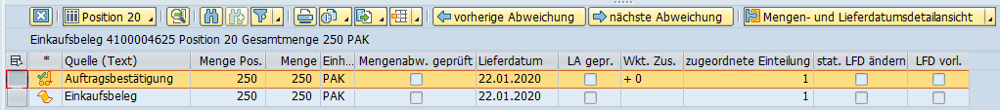 Position 20 vorherige Abweichung nächste Abweichung Mengen- und Lieferdatumsdetailansicht
Einkaufsbeleg 4100004625 Position 20 Gesamtmenge 250 PAK
* Quelle (Text) Menge Pos. Menge Einh... Mengenabw. geprüft Lieferdatum LA gepr. Wkt. Zus. zugeordnete Einteilung stat. LFD ändern LFD vorl.
Auftragsbestätigung 250 250 PAK 22.01.2020 + 0 1
Einkaufsbeleg 250 250 PAK 22.01.2020 1